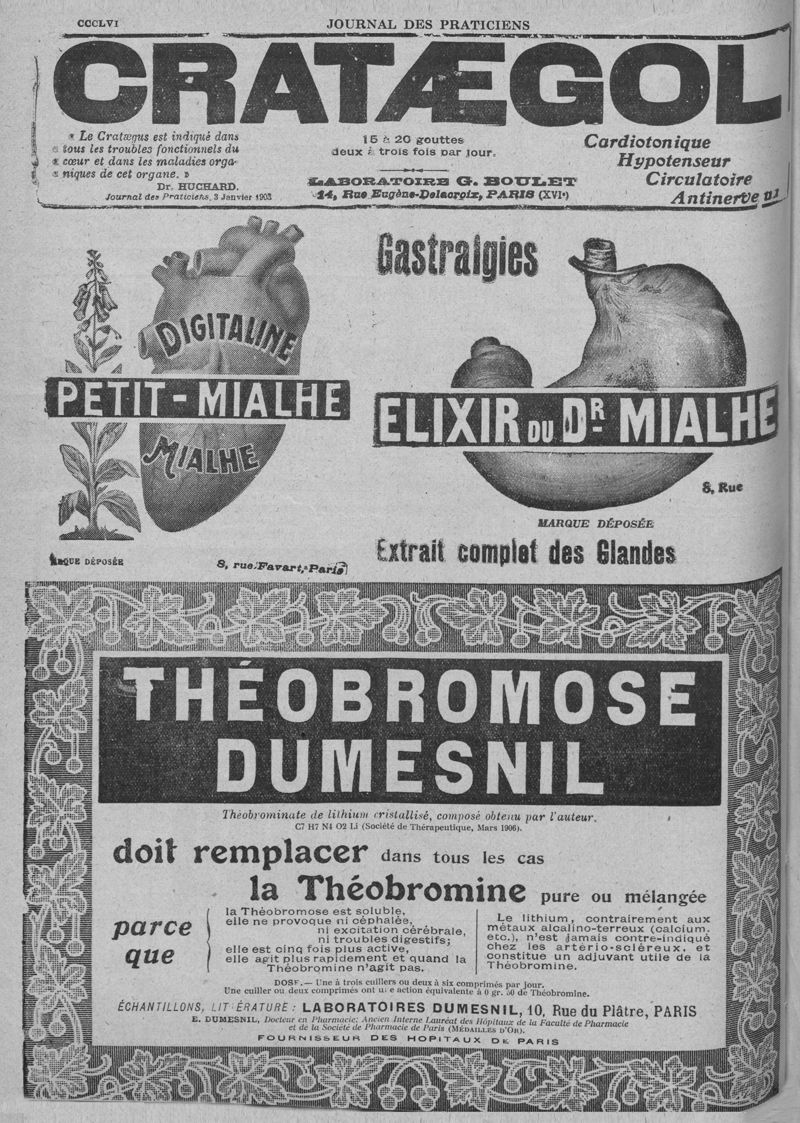 CCCLVI
JOURNAL DES PRATICIENS
CRATÆGOL
« Le Cratægus est indiqué dans
« tous les troubles fonctionnels du
« cœur et dans les maladies orga-
« niques de cet organe. »
Dr. HUCHARD.
Journal des Praticiens, 3 Janvier 1903
15 à 20 gouttes
deux à trois fois par jour.
LABORATOIRE G. BOULET
14, Rue Eugène-Delacroix, PARIS (XVIe)
Cardiotonique
Hypotenseur
Circulatoire
Antinerveux
DIGITALINE
PETIT-MIALHE
MIALHE
MARQUE DÉPOSÉE
8, rue Favart, Paris
Gastralgies
ELIXIR DU DR MIALHE
8, Rue
MARQUE DÉPOSÉE
Extrait complet des Glandes
THÉOBROMOSE
DUMESNIL
Théobrominate de lithium cristallisé, composé obtenu par l'auteur.
C7 H7 N4 O2 Li (Société de Thérapeutique, Mars 1906).
doit remplacer dans tous les cas
la Théobromine pure ou mélangée
parce
que
la Théobromose est soluble,
elle ne provoque ni céphalée,
ni excitation cérébrale,
ni troubles digestifs;
elle est cinq fois plus active,
elle agit plus rapidement et quand la
Théobromine n'agit pas.
Le lithium, contrairement aux
métaux alcalino-terreux (calcium,
etc.), n'est jamais contre-indiqué
chez les artério-scléreux, et
constitue un adjuvant utile de la
Théobromine.
DOSE.— Une à trois cuillers ou deux à six comprimés par jour.
Une cuiller ou deux comprimés ont une action équivalente à 0 gr. 50 de Théobromine.
ÉCHANTILLONS, LITTÉRATURE : LABORATOIRES DUMESNIL, 10, Rue du Plâtre, PARIS
E. DUMESNIL, Docteur en Pharmacie; Ancien Interne Lauréat des Hôpitaux de la Faculté de Pharmacie
et de la Société de Pharmacie de Paris (MÉDAILLES D'OR).
FOURNISSEUR DES HOPITAUX DE PARIS